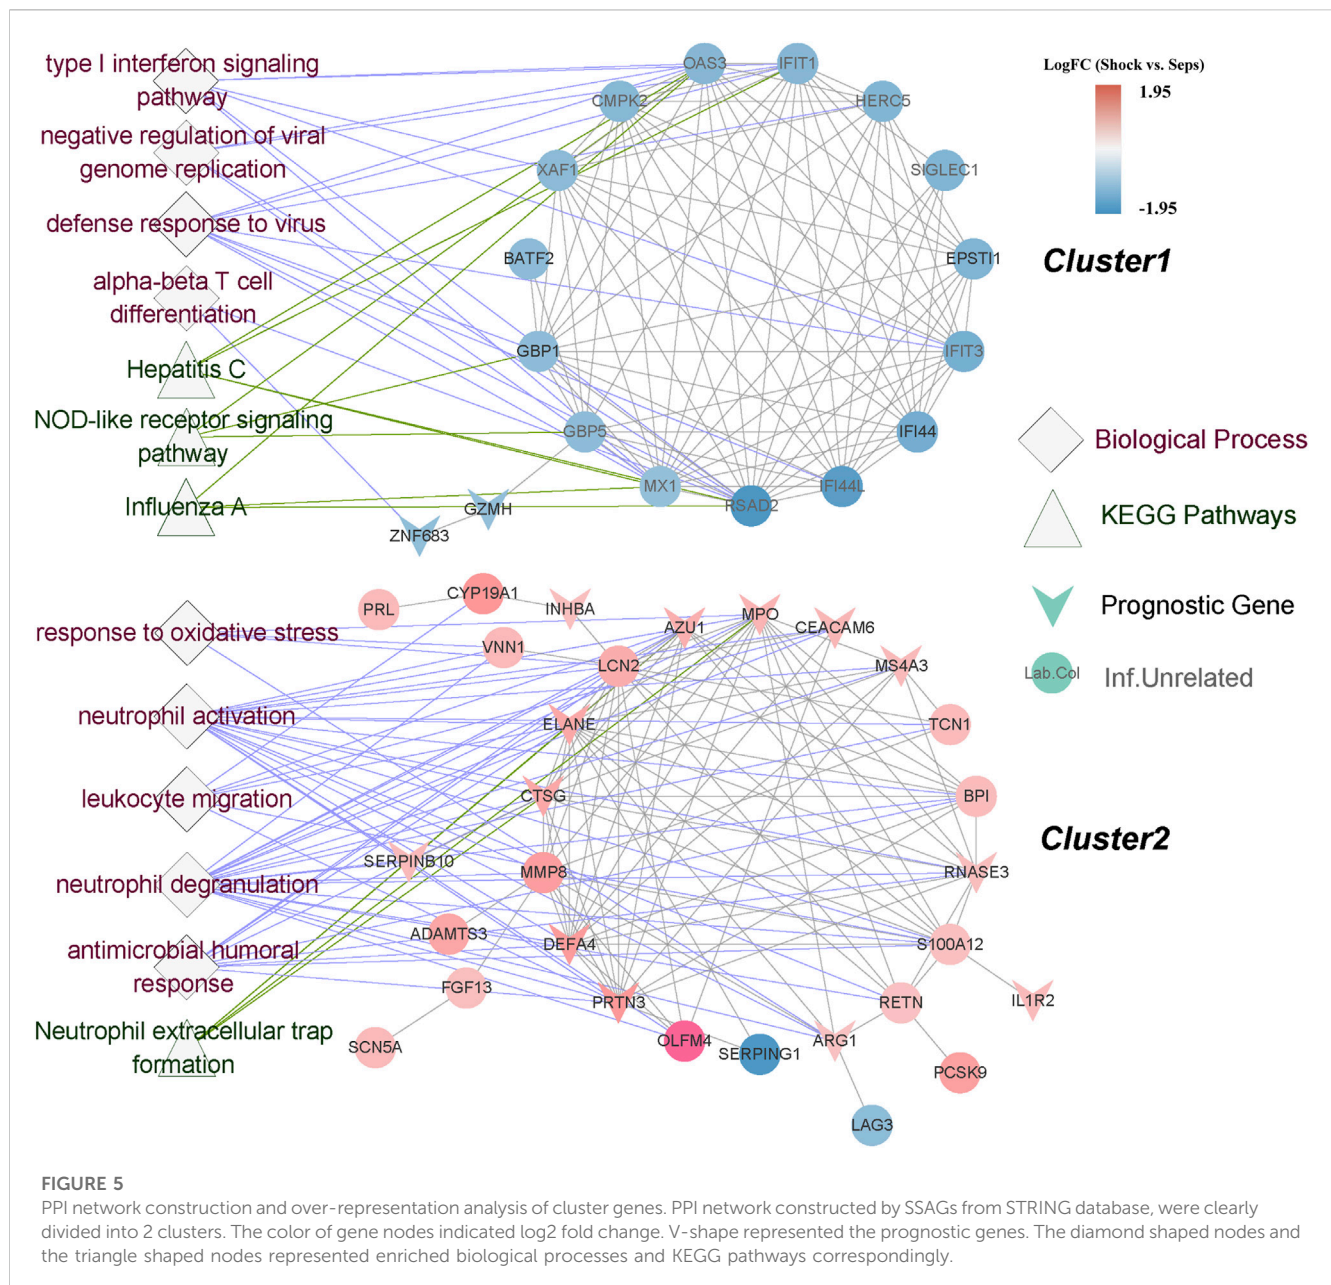 type I interferon signaling
pathway
negative regulation of viral
genome replication
defense response to virus
alpha-beta T cell
differentiation
Hepatitis C
NOD-like receptor signaling
pathway
Influenza A
OAS3
IFIT1
CMPK2
HERC5
XAF1
SIGLEC1
BATF2
EPSTI1
GBP1
IFIT3
GBP5
IFI44
MX1
RSAD2
IFI44L
GZMH
ZNF683
LogFC (Shock vs. Seps)
1.95
-1.95
Cluster1
Biological Process
KEGG Pathways
Prognostic Gene
Lab.Col
Inf.Unrelated
response to oxidative stress
neutrophil activation
leukocyte migration
neutrophil degranulation
antimicrobial humoral
response
Neutrophil extracellular trap
formation
PRL
CYP19A1
INHBA
VNN1
LCN2
AZU1
MPO
CEACAM6
MS4A3
ELANE
TCN1
CTSG
BPI
SERPINB10
MMP8
RNASE3
ADAMTS3
DEFA4
S100A12
FGF13
PRTN3
RETN
IL1R2
SCN5A
OLFM4
SERPING1
ARG1
PCSK9
LAG3
Cluster2
FIGURE 5
PPI network construction and over-representation analysis of cluster genes. PPI network constructed by SSAGs from STRING database, were clearly
divided into 2 clusters. The color of gene nodes indicated log2 fold change. V-shape represented the prognostic genes. The diamond shaped nodes and
the triangle shaped nodes represented enriched biological processes and KEGG pathways correspondingly.